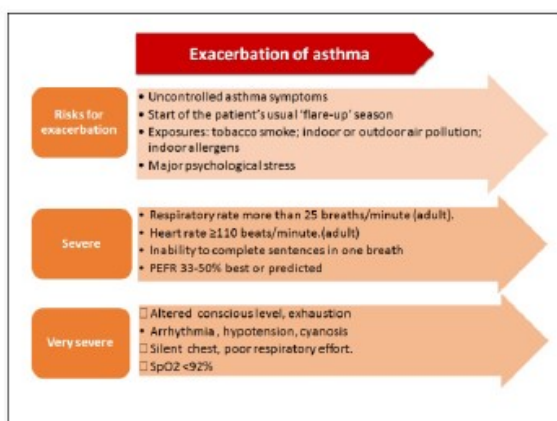 Exacerbation of asthma
Risks for
exacerbation
• Uncontrolled asthma symptoms
• Start of the patient's usual 'flare-up' season
• Exposures: tobacco smoke; indoor or outdoor air pollution;
indoor allergens
• Major psychological stress
Severe
• Respiratory rate more than 25 breaths/minute (adult).
• Heart rate ≥110 beats/minute.(adult)
• Inability to complete sentences in one breath
• PEFR 33-50% best or predicted
Very severe
□ Altered conscious level, exhaustion
• Arrhythmia , hypotension, cyanosis
□ Silent chest, poor respiratory effort.
□ SpO2 <92%